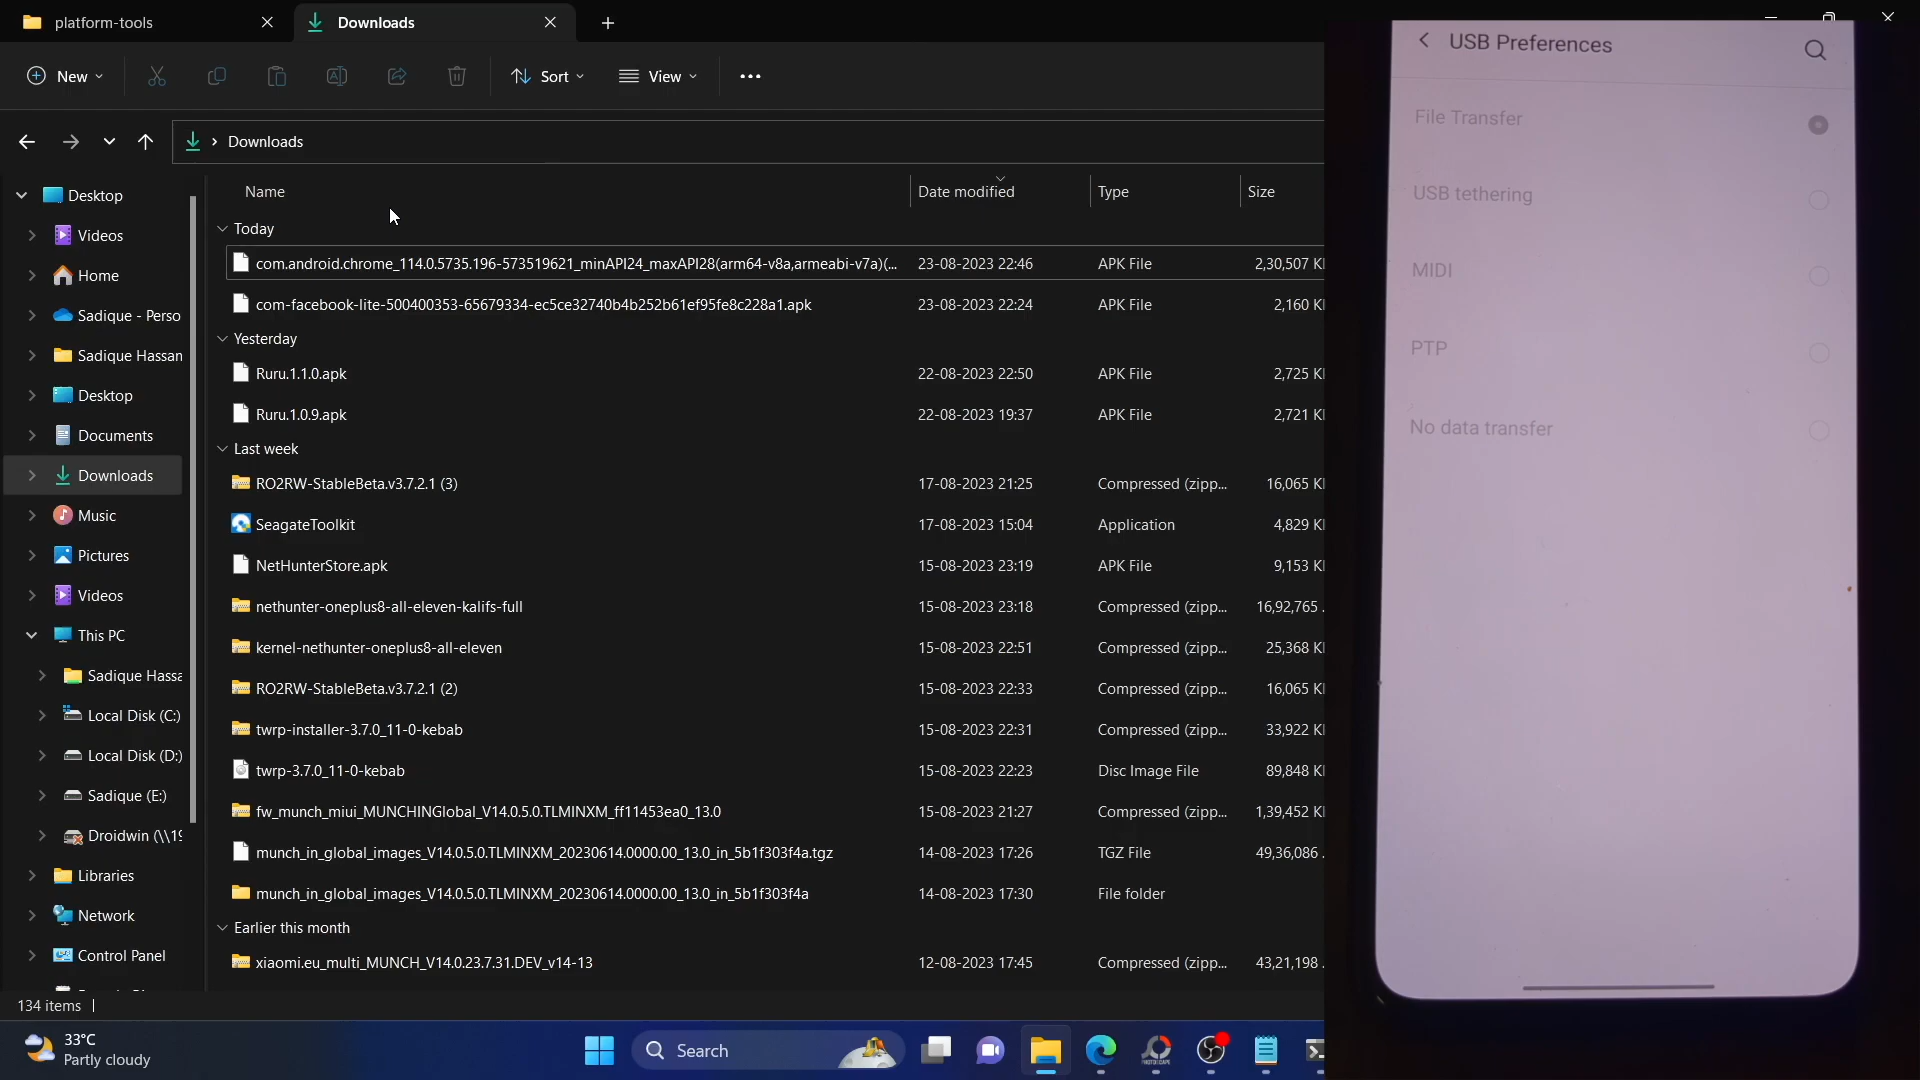 platform-tools
Downloads
New
Sort
View
Downloads
Name
Date modified
Type
Size
Desktop
Videos
Home
Sadique - Perso
Sadique Hassan
Desktop
Documents
Downloads
Music
Pictures
Videos
This PC
Sadique Hassa
Local Disk (C:)
Local Disk (D:)
Sadique (E:)
Droidwin (\\19
Libraries
Network
Control Panel
Today
com.android.chrome_114.0.5735.196-573519621_minAPI24_maxAPI28(arm64-v8a,armeabi-v7a)(... 23-08-2023 22:46 APK File 2,30,507 K
com-facebook-lite-500400353-65679334-ec5ce32740b4b252b61ef95fe8c228a1.apk 23-08-2023 22:24 APK File 2,160 K
Yesterday
Ruru.1.1.0.apk 22-08-2023 22:50 APK File 2,725 K
Ruru.1.0.9.apk 22-08-2023 19:37 APK File 2,721 K
Last week
RO2RW-StableBeta.v3.7.2.1 (3) 17-08-2023 21:25 Compressed (zipp... 16,065 K
SeagateToolkit 17-08-2023 15:04 Application 4,829 K
NetHunterStore.apk 15-08-2023 23:19 APK File 9,153 K
nethunter-oneplus8-all-eleven-kalifs-full 15-08-2023 23:18 Compressed (zipp... 16,92,765 .
kernel-nethunter-oneplus8-all-eleven 15-08-2023 22:51 Compressed (zipp... 25,368 K
RO2RW-StableBeta.v3.7.2.1 (2) 15-08-2023 22:33 Compressed (zipp... 16,065 K
twrp-installer-3.7.0_11-0-kebab 15-08-2023 22:31 Compressed (zipp... 33,922 K
twrp-3.7.0_11-0-kebab 15-08-2023 22:23 Disc Image File 89,848 K
fw_munch_miui_MUNCHINGlobal_V14.0.5.0.TLMINXM_ff11453ea0_13.0 15-08-2023 21:27 Compressed (zipp... 1,39,452 K
munch_in_global_images_V14.0.5.0.TLMINXM_20230614.0000.00_13.0_in_5b1f303f4a.tgz 14-08-2023 17:26 TGZ File 49,36,086 .
munch_in_global_images_V14.0.5.0.TLMINXM_20230614.0000.00_13.0_in_5b1f303f4a 14-08-2023 17:30 File folder
Earlier this month
xiaomi.eu_multi_MUNCH_V14.0.23.7.31.DEV_v14-13 12-08-2023 17:45 Compressed (zipp... 43,21,198 .
134 items
33°C
Partly cloudy
Search
USB Preferences
File Transfer
USB tethering
MIDI
PTP
No data transfer